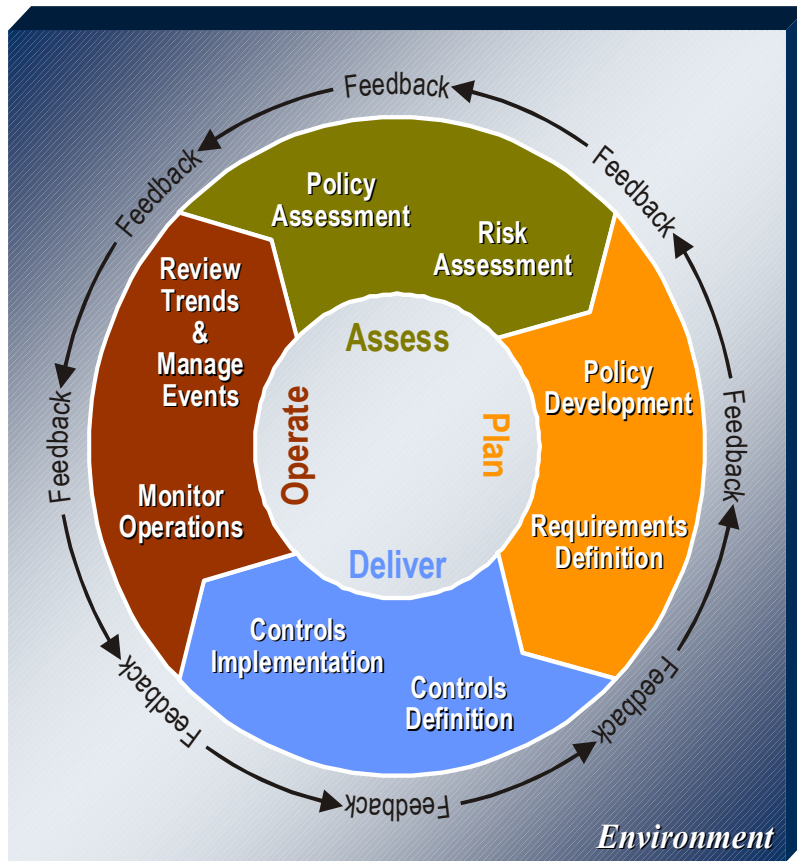 Feedback
Feedback
Feedback
Policy
Assessment
Risk
Assessment
Review
Trends
&
Manage
Events
Assess
Policy
Development
Operate
Plan
Feedback
Feedback
Monitor
Operations
Requirements
Definition
Deliver
Controls
Implementation
Controls
Definition
Feedback
Feedback
Feedback
Environment